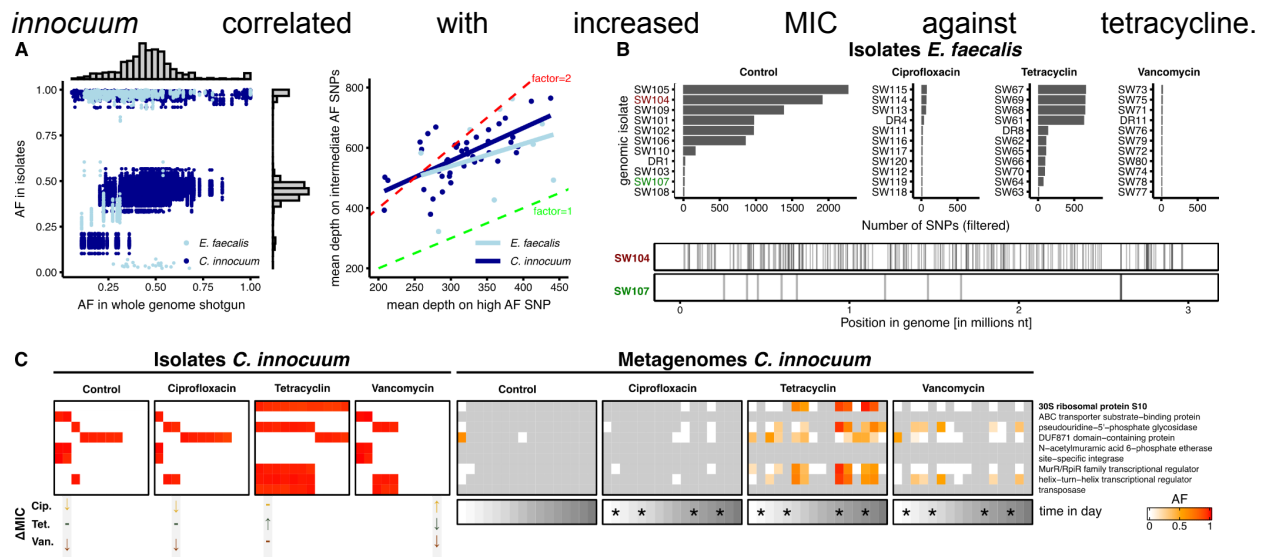 innocuum correlated with increased MIC against tetracycline.
A
1.00
0.75
0.50
0.25
0.00
AF in isolates
0.00 0.25 0.50 0.75 1.00
AF in whole genome shotgun
E. faecalis
C. innocuum
mean depth on intermediate AF SNPs
800
600
400
200
200 250 300 350 400 450
mean depth on high AF SNP
factor=2
factor=1
E. faecalis
C. innocuum
B
Isolates E. faecalis
genomic isolate
Control
SW105
SW104
SW109
SW101
SW102
SW106
SW110
DR1
SW103
SW107
SW108
0 500 1000 1500 2000
Ciprofloxacin
SW115
SW114
SW113
DR4
SW111
SW116
SW117
SW120
SW112
SW119
SW118
0 500
Tetracyclin
SW67
SW69
SW68
SW61
DR8
SW62
SW65
SW66
SW70
SW64
SW63
0 500
Vancomycin
SW73
SW75
SW71
DR11
SW76
SW79
SW72
SW80
SW74
SW78
SW77
0 500
Number of SNPs (filtered)
SW104
SW107
0 1 2 3
Position in genome [in millions nt]
C
Isolates C. innocuum
Control Ciprofloxacin Tetracyclin Vancomycin
Metagenomes C. innocuum
Control Ciprofloxacin Tetracyclin Vancomycin
30S ribosomal protein S10
ABC transporter substrate−binding protein
pseudouridine−5'−phosphate glycosidase
DUF871 domain−containing protein
N−acetylmuramic acid 6−phosphate etherase
site−specific integrase
MurR/RpiR family transcriptional regulator
helix−turn−helix transcriptional regulator
transposase
ΔMIC
Cip. ↓ ↓ - ↑
Tet. - - ↑ ↓
Van. ↓ ↓ - ↓
* * * * * * * * * * * *
time in day
AF
0 0.5 1